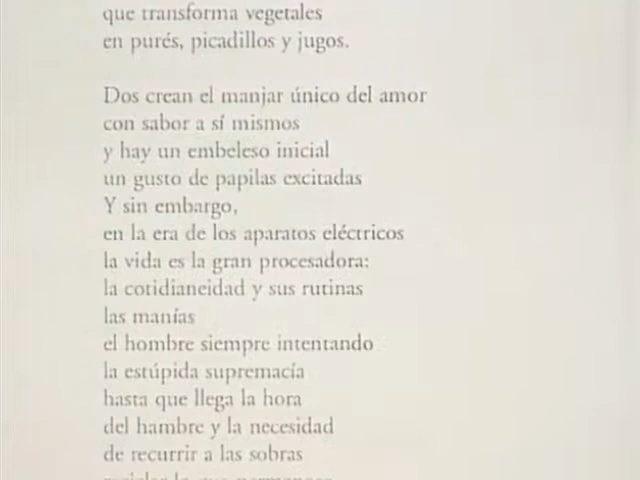 que transforma vegetales
en purés, picadillos y jugos.
Dos crean el manjar único del amor
con sabor a sí mismos
y hay un embeleso inicial
un gusto de papilas excitadas
Y sin embargo,
en la era de los aparatos eléctricos
la vida es la gran procesadora:
la cotidianeidad y sus rutinas
las manías
el hombre siempre intentando
la estúpida supremacía
hasta que llega la hora
del hambre y la necesidad
de recurrir a las sobras